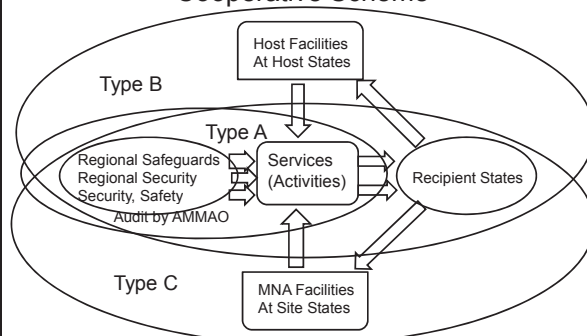 Cooperative Scheme
Host Facilities
At Host States
Type B
Type A
Regional Safeguards
Regional Security
Security, Safety
Audit by AMMAO
Services
(Activities)
Recipient States
Type C
MNA Facilities
At Site States